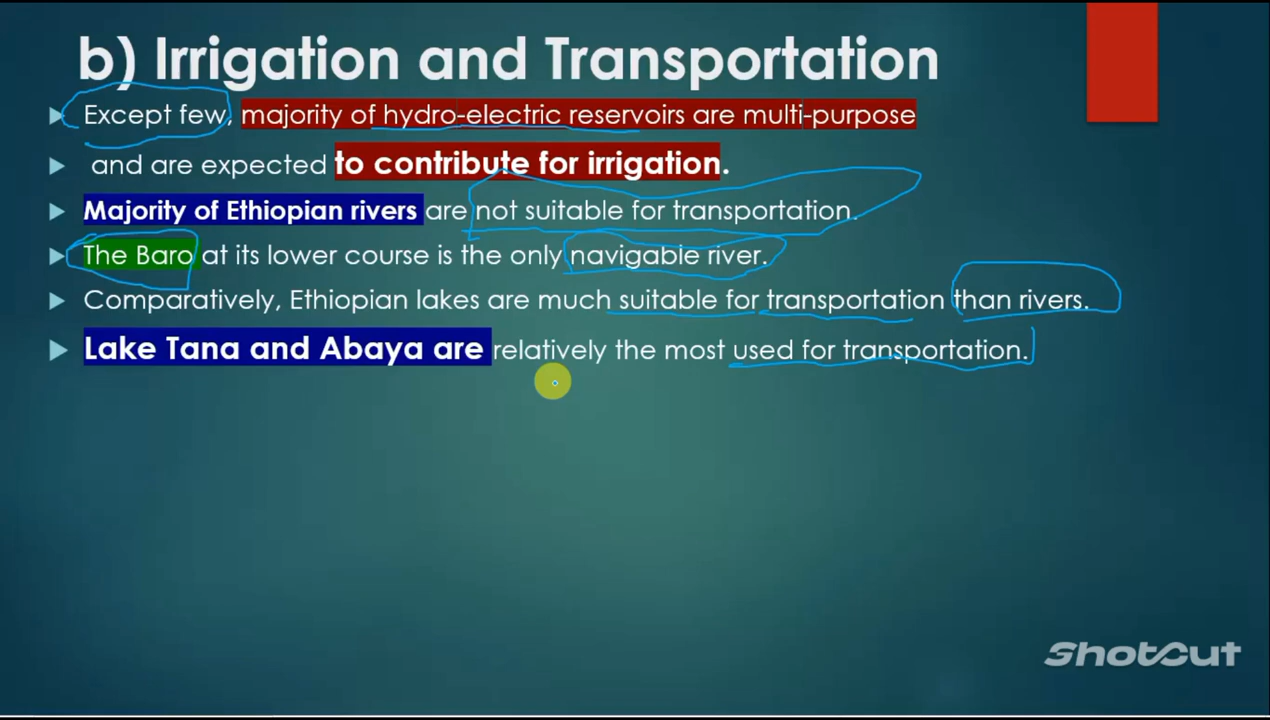 b) Irrigation and Transportation
Except few, majority of hydro-electric reservoirs are multi-purpose
and are expected to contribute for irrigation.
Majority of Ethiopian rivers are not suitable for transportation.
The Baro at its lower course is the only navigable river.
Comparatively, Ethiopian lakes are much suitable for transportation than rivers.
Lake Tana and Abaya are relatively the most used for transportation.
ShotCut